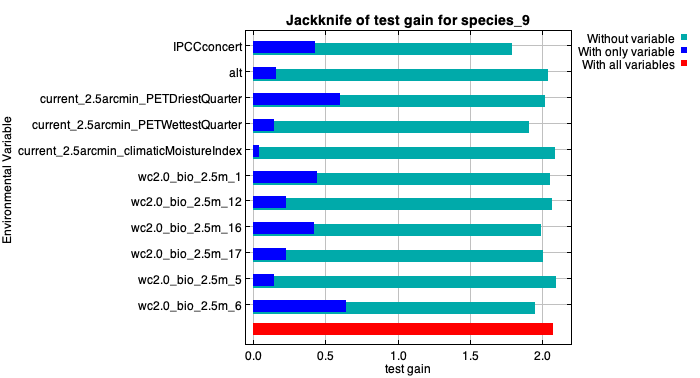 Jackknife of test gain for species_9
Without variable
With only variable
With all variables
Environmental Variable
IPCCconcert
alt
current_2.5arcmin_PETDriestQuarter
current_2.5arcmin_PETWettestQuarter
current_2.5arcmin_climaticMoistureIndex
wc2.0_bio_2.5m_1
wc2.0_bio_2.5m_12
wc2.0_bio_2.5m_16
wc2.0_bio_2.5m_17
wc2.0_bio_2.5m_5
wc2.0_bio_2.5m_6
0.0 0.5 1.0 1.5 2.0
test gain